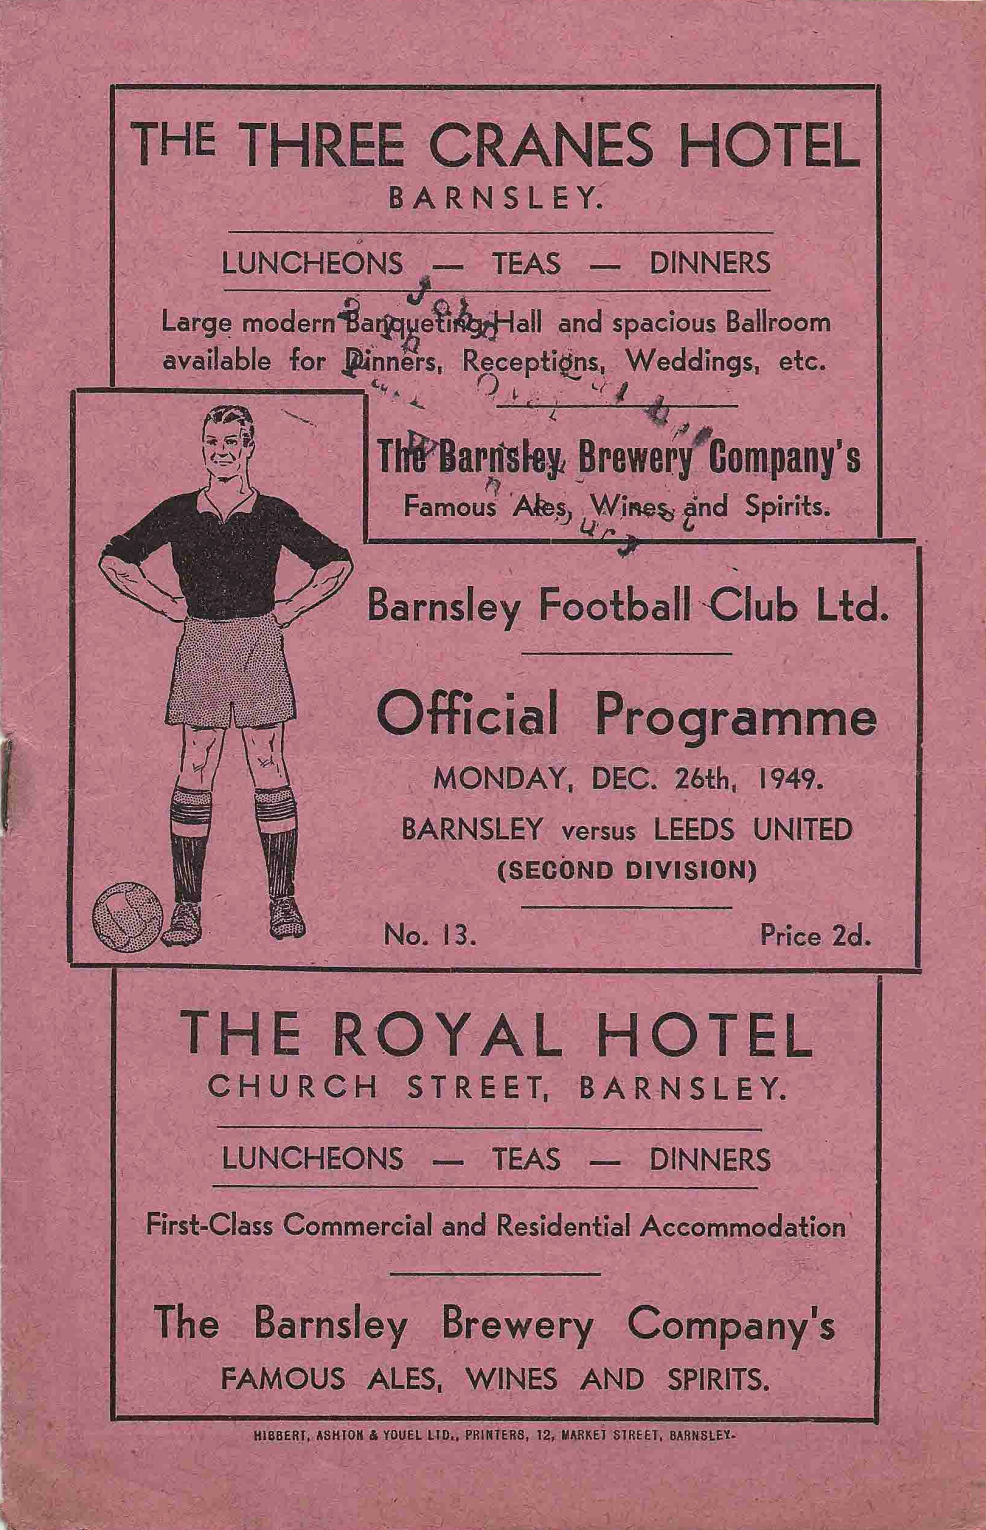 THE THREE CRANES HOTEL
BARNSLEY.
LUNCHEONS — TEAS — DINNERS
Large modern Banqueting Hall and spacious Ballroom
available for Dinners, Receptions, Weddings, etc.
The Barnsley Brewery Company's
Famous Ales, Wines and Spirits.
Barnsley Football Club Ltd.
Official Programme
MONDAY, DEC. 26th, 1949.
BARNSLEY versus LEEDS UNITED
(SECOND DIVISION)
No. 13. Price 2d.
THE ROYAL HOTEL
CHURCH STREET, BARNSLEY.
LUNCHEONS — TEAS — DINNERS
First-Class Commercial and Residential Accommodation
The Barnsley Brewery Company's
FAMOUS ALES, WINES AND SPIRITS.
HIBBERT, ASHTON & YOUEL LTD., PRINTERS, 12, MARKET STREET, BARNSLEY.